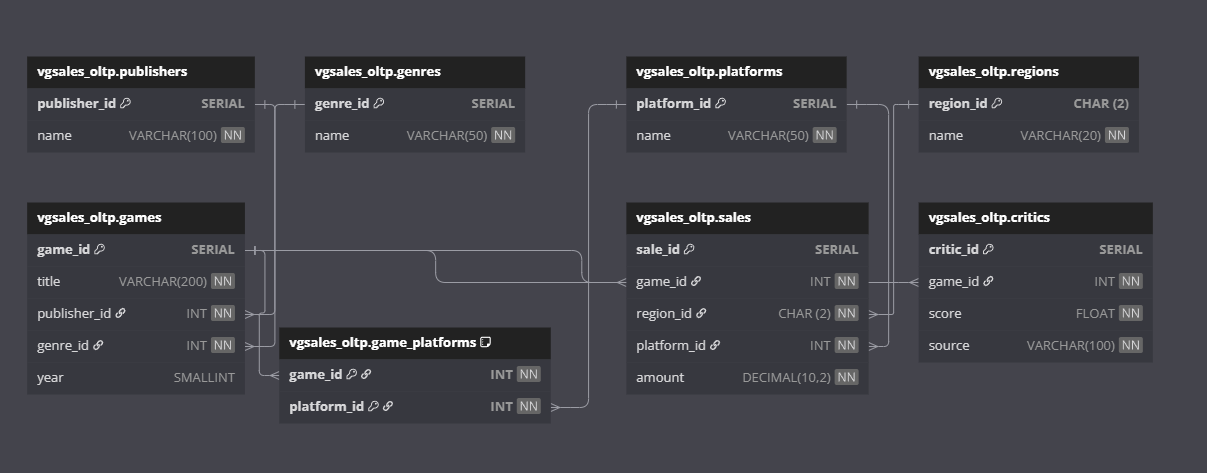 vgsales_oltp.publishers
publisher_id SERIAL
name VARCHAR(100) NN
vgsales_oltp.genres
genre_id SERIAL
name VARCHAR(50) NN
vgsales_oltp.platforms
platform_id SERIAL
name VARCHAR(50) NN
vgsales_oltp.regions
region_id CHAR (2)
name VARCHAR(20) NN
vgsales_oltp.games
game_id SERIAL
title VARCHAR(200) NN
publisher_id INT NN
genre_id INT NN
year SMALLINT
vgsales_oltp.game_platforms
game_id INT NN
platform_id INT NN
vgsales_oltp.sales
sale_id SERIAL
game_id INT NN
region_id CHAR (2) NN
platform_id INT NN
amount DECIMAL(10,2) NN
vgsales_oltp.critics
critic_id SERIAL
game_id INT NN
score FLOAT NN
source VARCHAR(100) NN